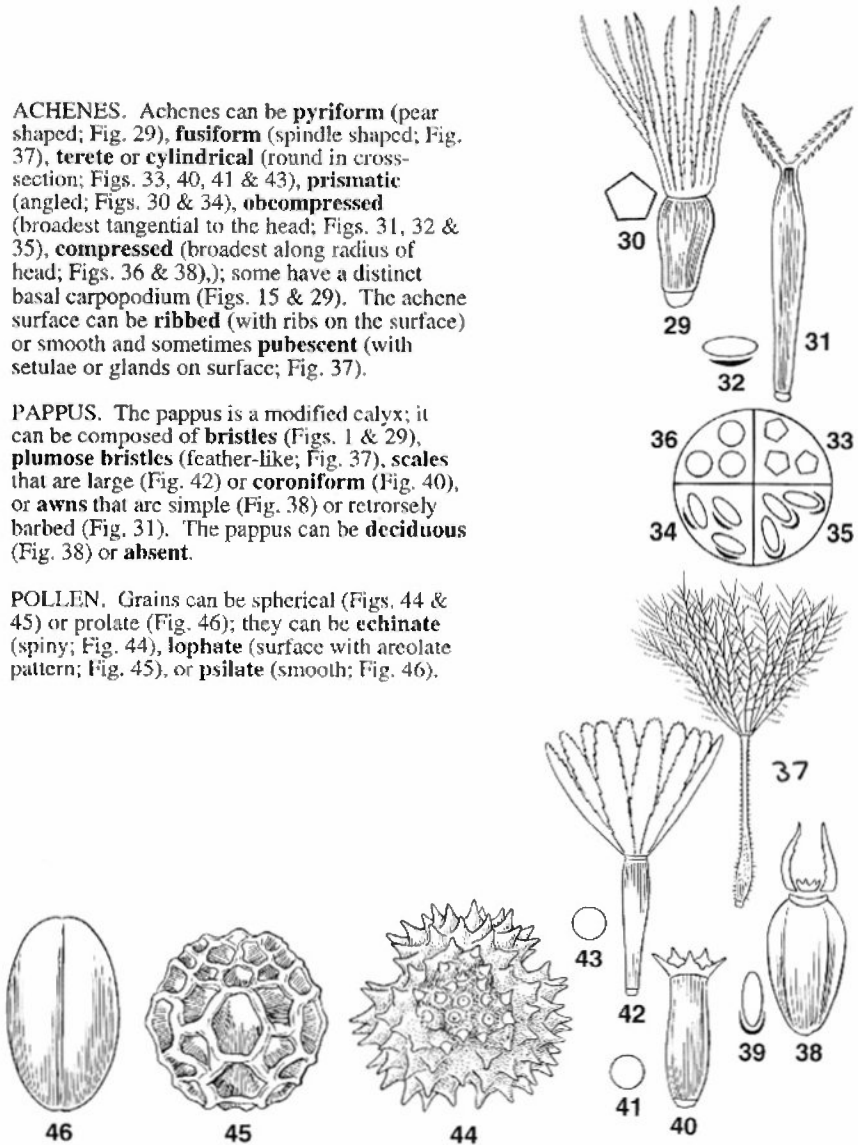 ACHENES. Achenes can be pyriform (pear
shaped; Fig. 29), fusiform (spindle shaped; Fig.
37), terete or cylindrical (round in cross-
section; Figs. 33, 40, 41 & 43), prismatic
(angled; Figs. 30 & 34), obcompressed
(broadest tangential to the head; Figs. 31, 32 &
35), compressed (broadest along radius of
head; Figs. 36 & 38),); some have a distinct
basal carpopodium (Figs. 15 & 29). The achene
surface can be ribbed (with ribs on the surface)
or smooth and sometimes pubescent (with
setulae or glands on surface; Fig. 37).
PAPPUS. The pappus is a modified calyx; it
can be composed of bristles (Figs. 1 & 29),
plumose bristles (feather-like; Fig. 37), scales
that are large (Fig. 42) or coroniform (Fig. 40),
or awns that are simple (Fig. 38) or retrorsely
barbed (Fig. 31). The pappus can be deciduous
(Fig. 38) or absent.
POLLEN. Grains can be spherical (Figs. 44 &
45) or prolate (Fig. 46); they can be echinate
(spiny; Fig. 44), lophate (surface with areolate
pattern; Fig. 45), or psilate (smooth; Fig. 46).
30
29
31
32
36
33
34
35
37
43
42
39
38
41
40
46
45
44